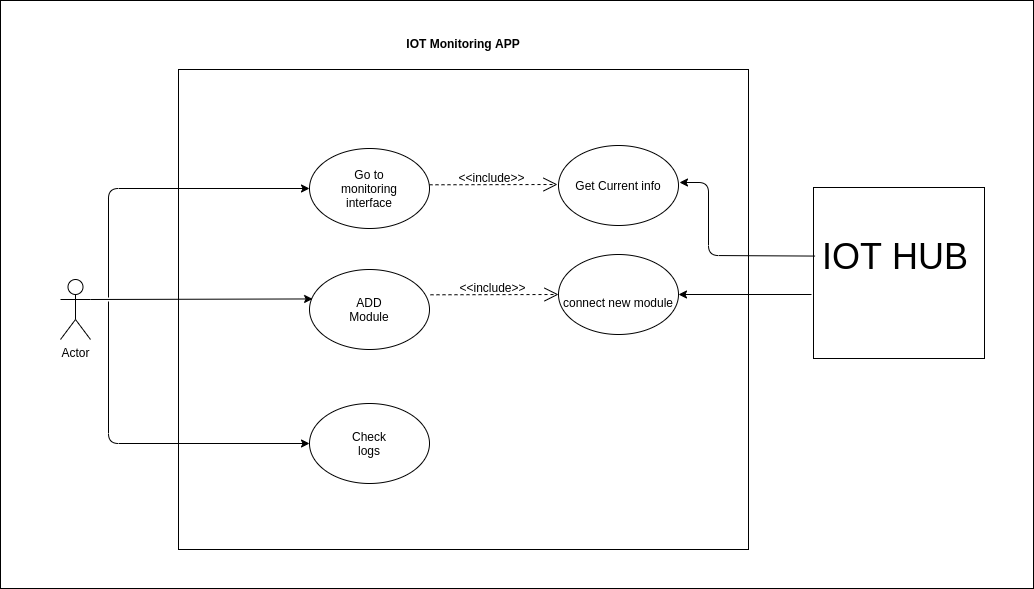 IOT Monitoring APP
Go to
monitoring
interface
<<include>>
Get Current info
IOT HUB
ADD
Module
<<include>>
connect new module
Actor
Check
logs